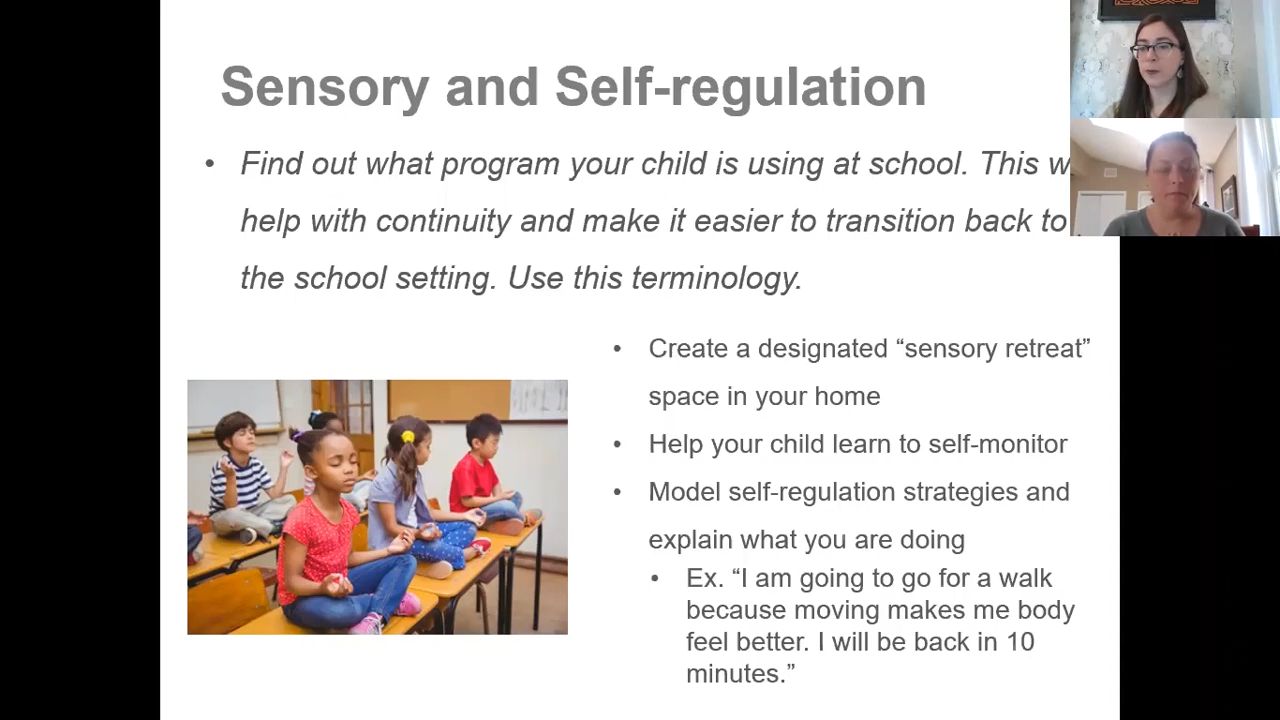 Sensory and Self-regulation
• Find out what program your child is using at school. This w
help with continuity and make it easier to transition back to
the school setting. Use this terminology.
• Create a designated “sensory retreat”
space in your home
• Help your child learn to self-monitor
• Model self-regulation strategies and
explain what you are doing
• Ex. “I am going to go for a walk
because moving makes me body
feel better. I will be back in 10
minutes.”